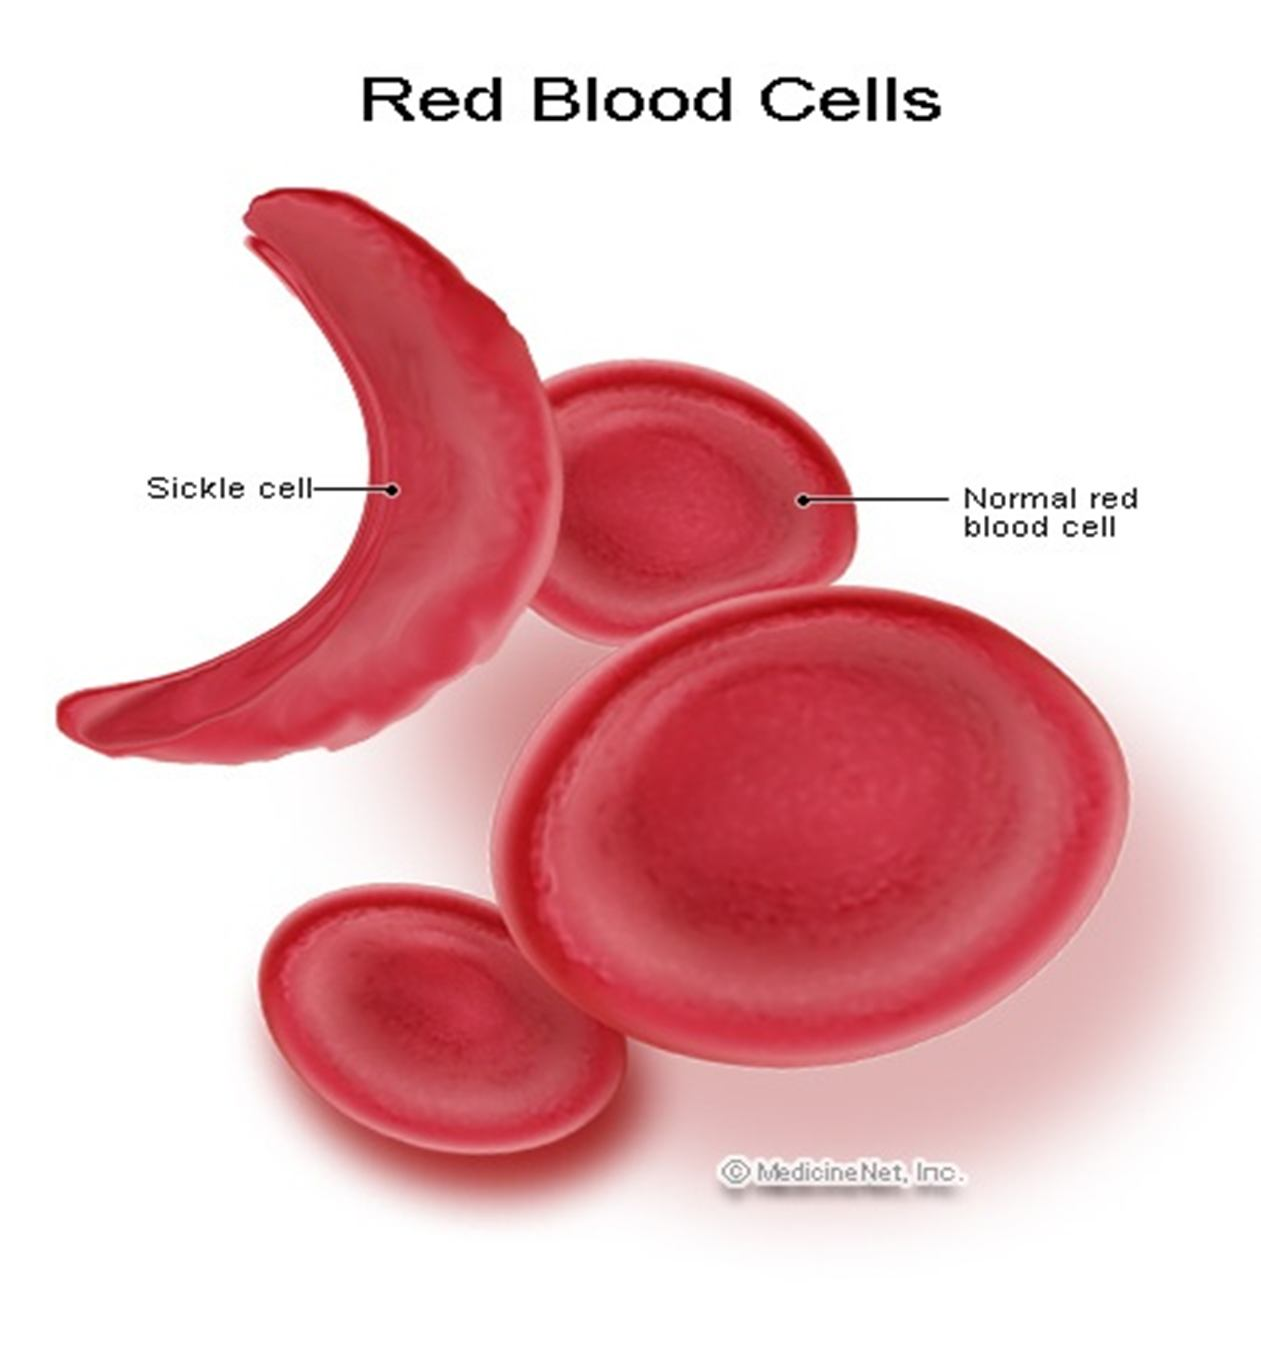 Red Blood Cells
Sickle cell
Normal red
blood cell
© MedicineNet, Inc.